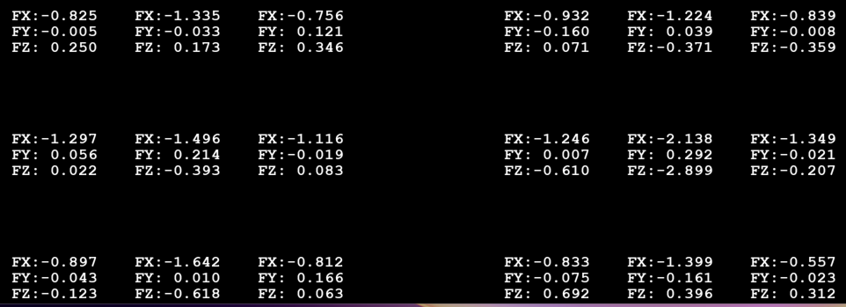 FX:-0.825 FX:-1.335 FX:-0.756 FX:-0.932 FX:-1.224 FX:-0.839
FY:-0.005 FY:-0.033 FY: 0.121 FY:-0.160 FY: 0.039 FY:-0.008
FZ: 0.250 FZ: 0.173 FZ: 0.346 FZ: 0.071 FZ:-0.371 FZ:-0.359
FX:-1.297 FX:-1.496 FX:-1.116 FX:-1.246 FX:-2.138 FX:-1.349
FY: 0.056 FY: 0.214 FY:-0.019 FY: 0.007 FY: 0.292 FY:-0.021
FZ: 0.022 FZ:-0.393 FZ: 0.083 FZ:-0.610 FZ:-2.899 FZ:-0.207
FX:-0.897 FX:-1.642 FX:-0.812 FX:-0.833 FX:-1.399 FX:-0.557
FY:-0.043 FY: 0.010 FY: 0.166 FY:-0.075 FY:-0.161 FY:-0.023
FZ:-0.123 FZ:-0.618 FZ: 0.063 FZ: 0.692 FZ: 0.396 FZ: 0.312